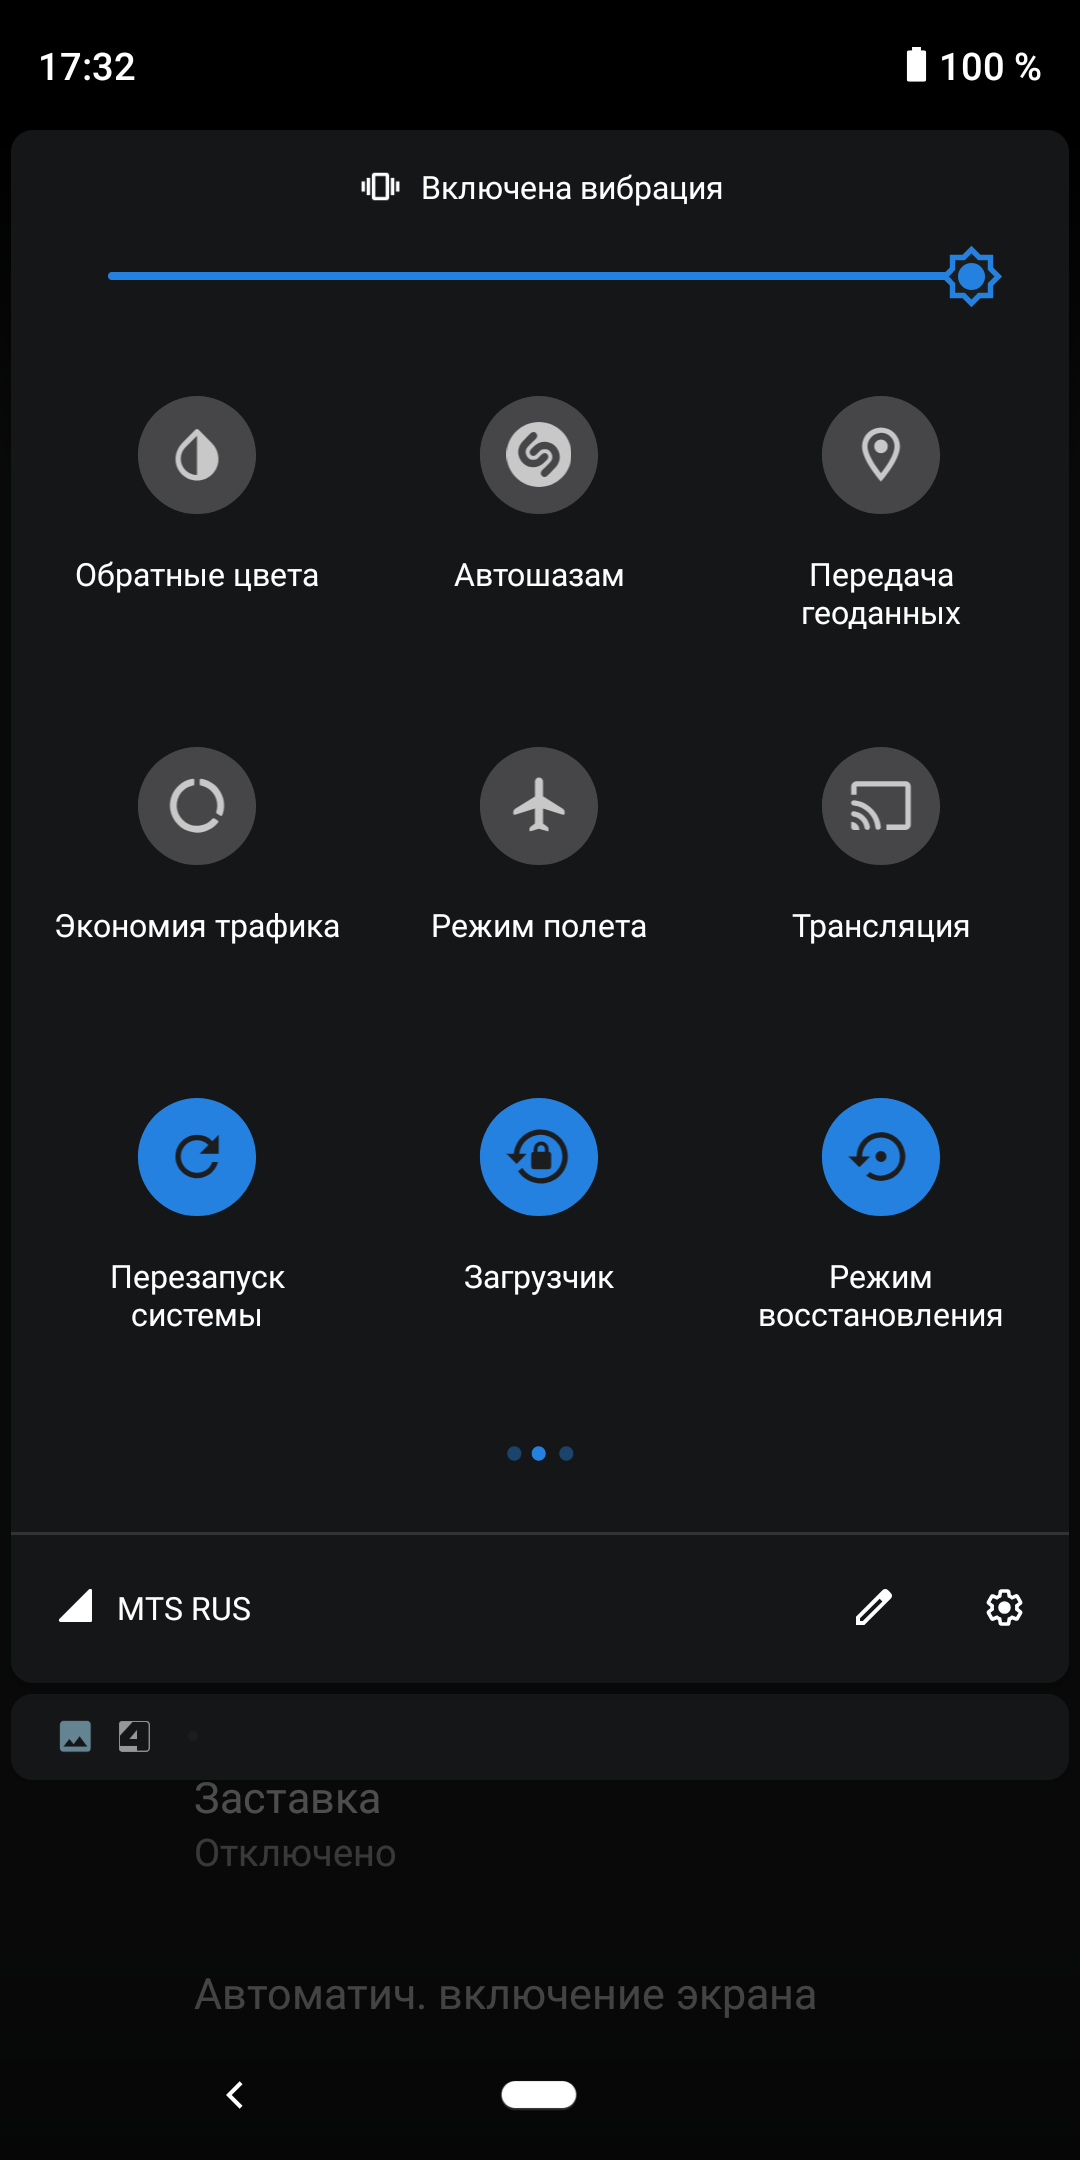 17:32
100 %
Включена вибрация
Обратные цвета
Автошазам
Передача
геоданных
Экономия трафика
Режим полета
Трансляция
Перезапуск
системы
Загрузчик
Режим
восстановления
MTS RUS
Заставка
Отключено
Автоматич. включение экрана